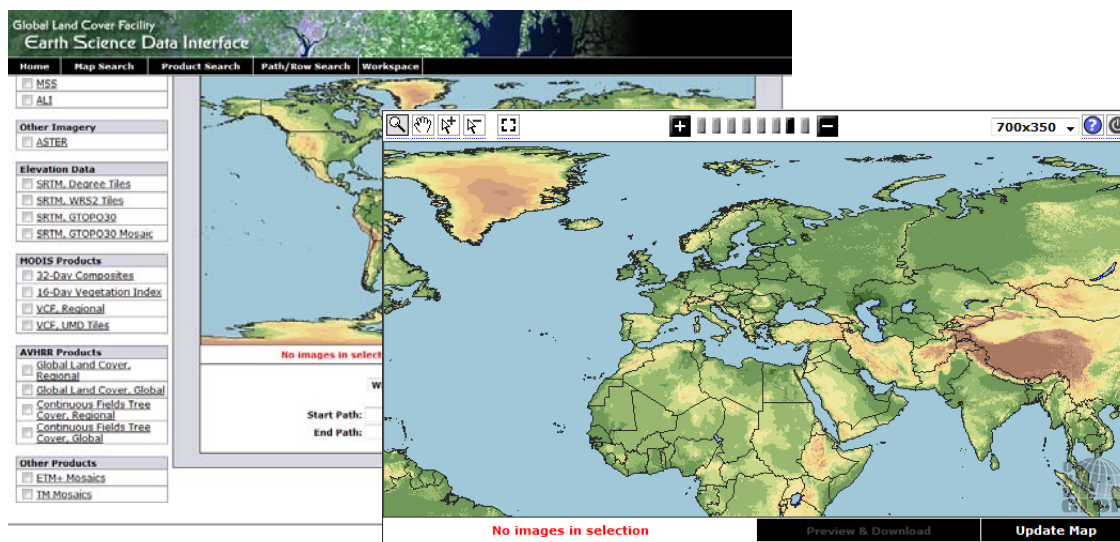 Global Land Cover Facility
Earth Science Data Interface
Home Map Search Product Search Path/Row Search Workspace
MSS
ALI
Other Imagery
ASTER
Elevation Data
SRTM, Degree Tiles
SRTM, WRS2 Tiles
SRTM, GTOPO30
SRTM, GTOPO30 Mosaic
MODIS Products
32-Day Composites
16-Day Vegetation Index
VCF, Regional
VCF, UMD Tiles
AVHRR Products
Global Land Cover,
Regional
Global Land Cover, Global
Continuous Fields Tree
Cover, Regional
Continuous Fields Tree
Cover, Global
Other Products
ETM+ Mosaics
TM Mosaics
No images in select
W
Start Path:
End Path:
+ − 700x350 ?
No images in selection Preview & Download Update Map